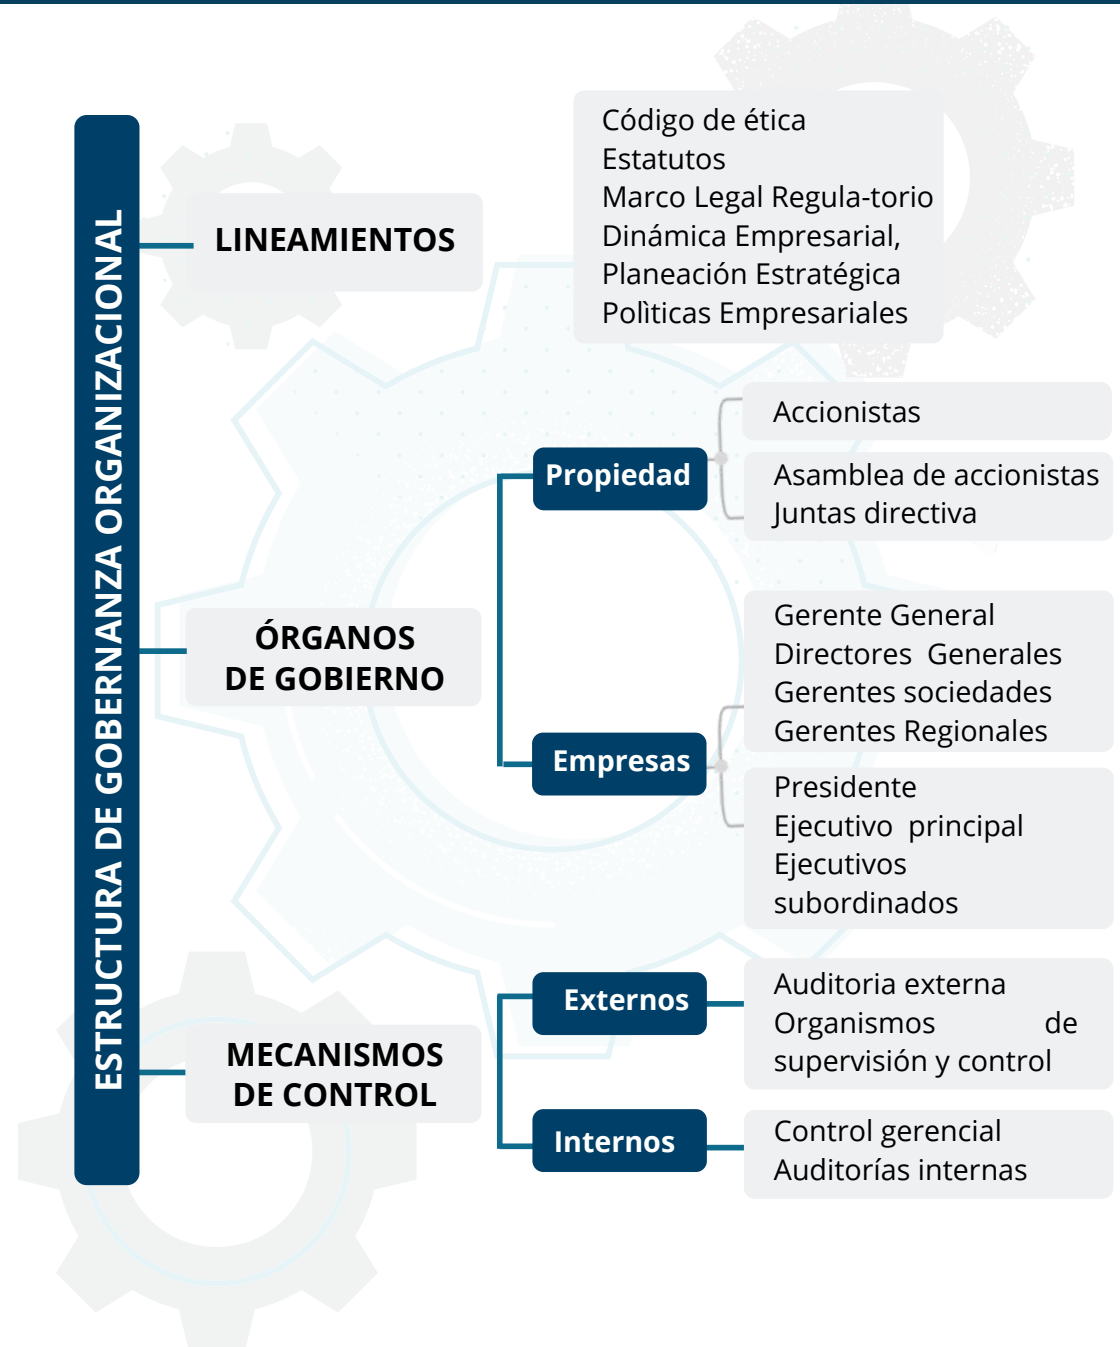 ESTRUCTURA DE GOBERNANZA ORGANIZACIONAL
LINEAMIENTOS
Código de ética
Estatutos
Marco Legal Regula-torio
Dinámica Empresarial,
Planeación Estratégica
Polìticas Empresariales
ÓRGANOS
DE GOBIERNO
Propiedad
Accionistas
Asamblea de accionistas
Juntas directiva
Empresas
Gerente General
Directores Generales
Gerentes sociedades
Gerentes Regionales
Presidente
Ejecutivo principal
Ejecutivos
subordinados
MECANISMOS
DE CONTROL
Externos
Auditoria externa
Organismos de
supervisión y control
Internos
Control gerencial
Auditorías internas